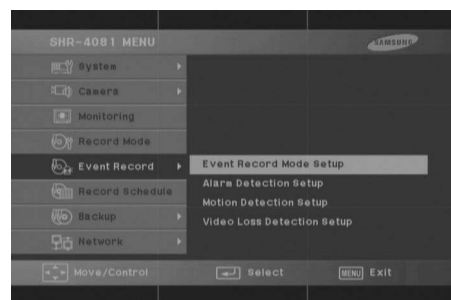 SHR-4081 MENU
SAMSUNG
System
Camera
Monitoring
Record Mode
Event Record
Event Record Mode Setup
Alarm Detection Setup
Record Schedule
Motion Detection Setup
Backup
Video Loss Detection Setup
Network
Move/Control
Select
MENU Exit